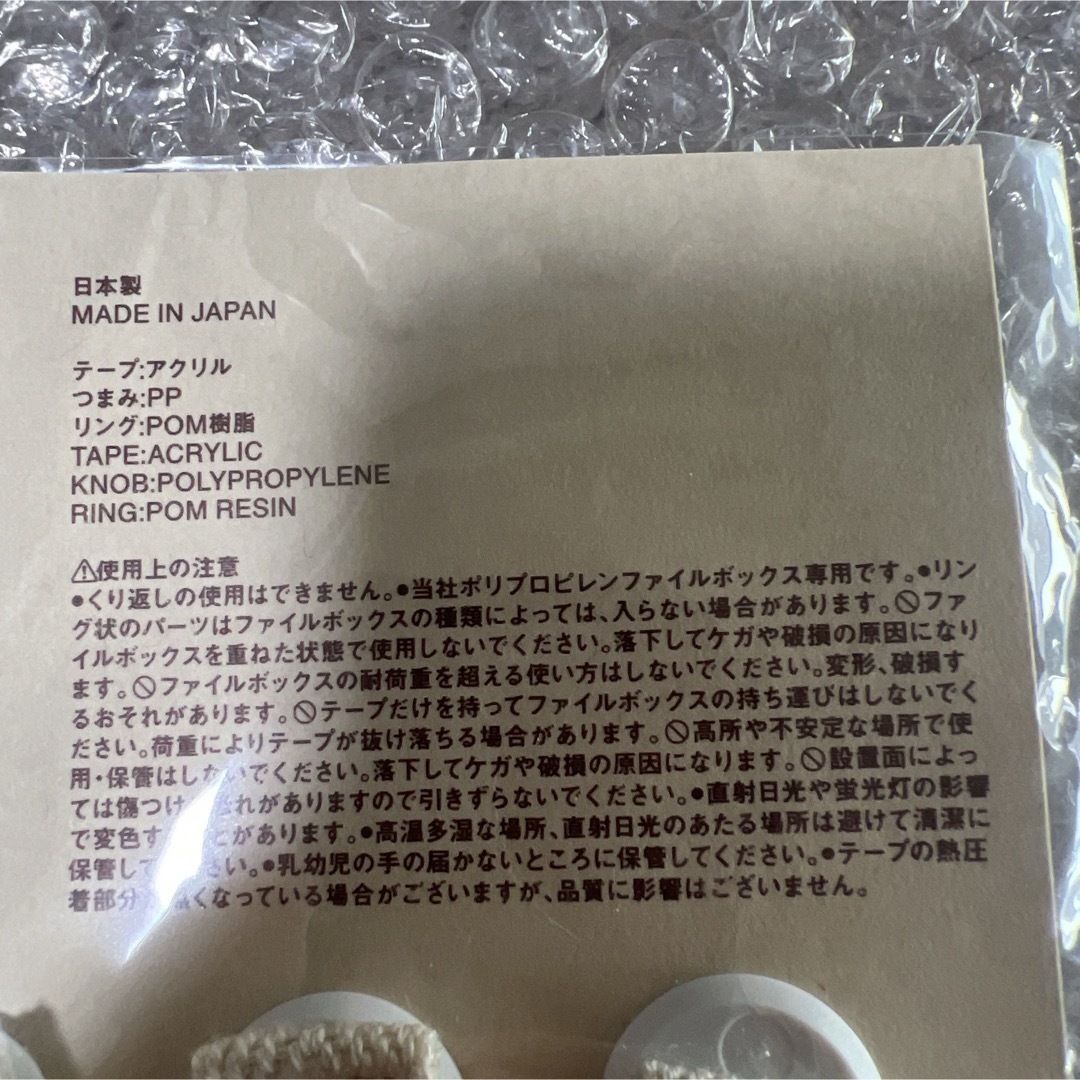 日本製
MADE IN JAPAN
テープ:アクリル
つまみ:PP
リング:POM樹脂
TAPE:ACRYLIC
KNOB:POLYPROPYLENE
RING:POM RESIN
⚠使用上の注意
●くり返しの使用はできません。●当社ポリプロピレンファイルボックス専用です。●リン
グ状のパーツはファイルボックスの種類によっては、入らない場合があります。🚫ファ
イルボックスを重ねた状態で使用しないでください。落下してケガや破損の原因になり
ます。🚫ファイルボックスの耐荷重を超える使い方はしないでください。変形、破損す
るおそれがあります。🚫テープだけを持ってファイルボックスの持ち運びはしないでく
ださい。荷重によりテープが抜け落ちる場合があります。🚫高所や不安定な場所で使
用・保管はしないでください。落下してケガや破損の原因になります。🚫設置面によっ
ては傷つけ れがありますので引きずらないでください。●直射日光や蛍光灯の影響
で変色す とがあります。●高温多湿な場所、直射日光のあたる場所は避けて清潔に
保管して さい。●乳幼児の手の届かないところに保管してください。●テープの熱圧
着部分 くなっている場合がございますが、品質に影響はございません。